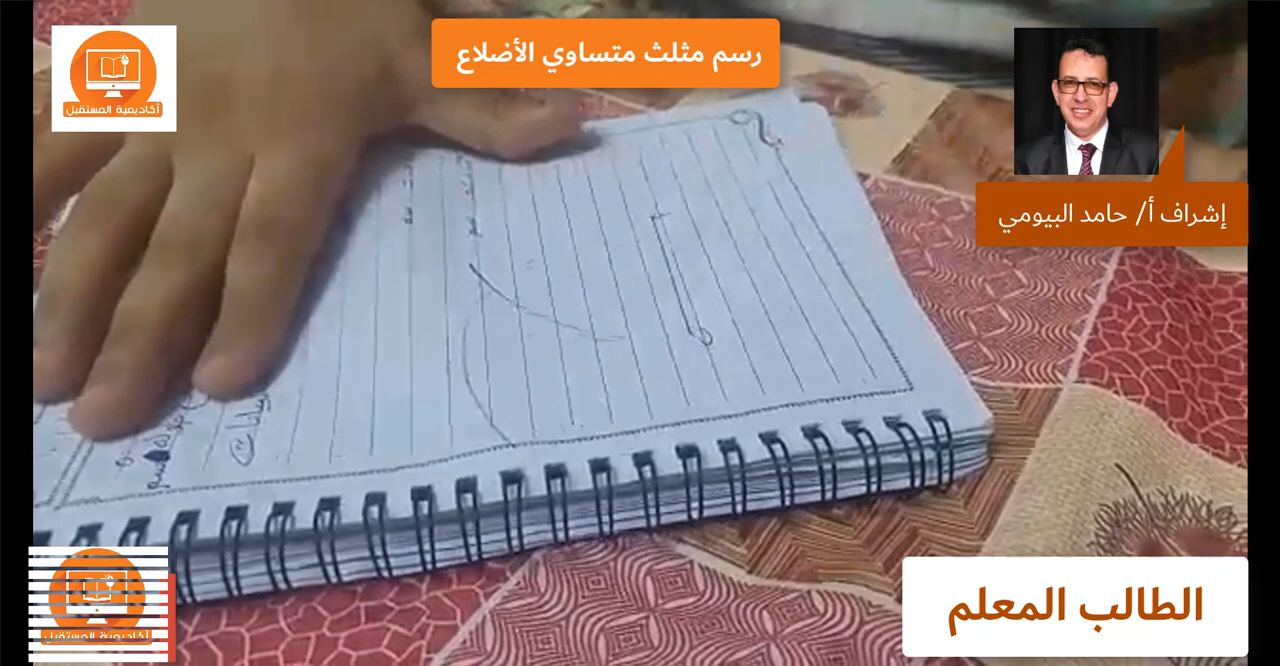 رسم مثلث متساوي الأضلاع
أكاديمية المستقبل
إشراف أ/ حامد البيومي
الطالب المعلم
أكاديمية المستقبل